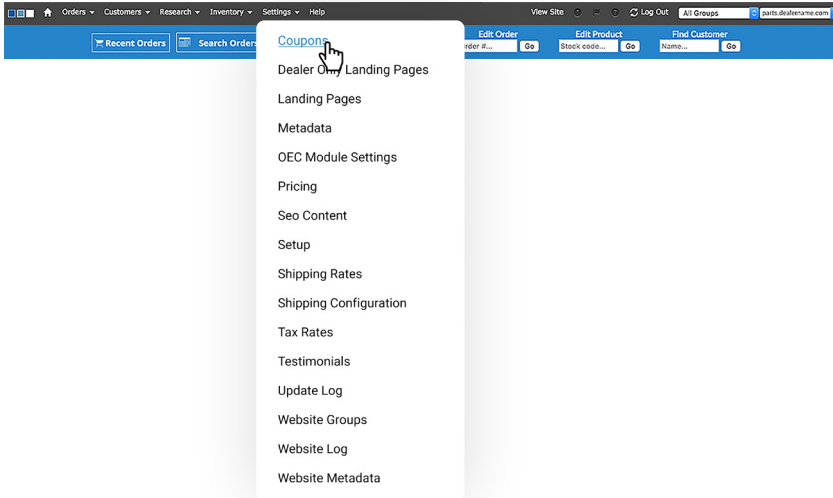 Orders Customers Research Inventory Settings Help View Site Log Out All Groups parts.dealername.com
Recent Orders Search Orders Edit Order Edit Product Find Customer
rder #... Go Stock code... Go Name... Go
Coupons
Dealer Only Landing Pages
Landing Pages
Metadata
OEC Module Settings
Pricing
Seo Content
Setup
Shipping Rates
Shipping Configuration
Tax Rates
Testimonials
Update Log
Website Groups
Website Log
Website Metadata